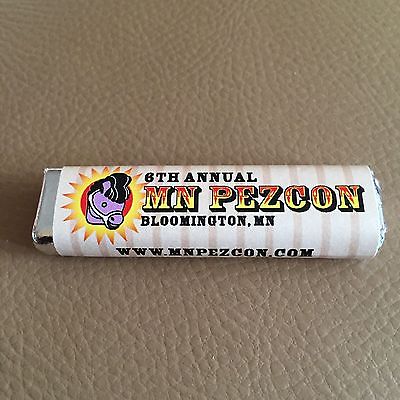 6TH ANNUAL
MN PEZCON
BLOOMINGTON, MN
WWW.MNPEZCON.COM